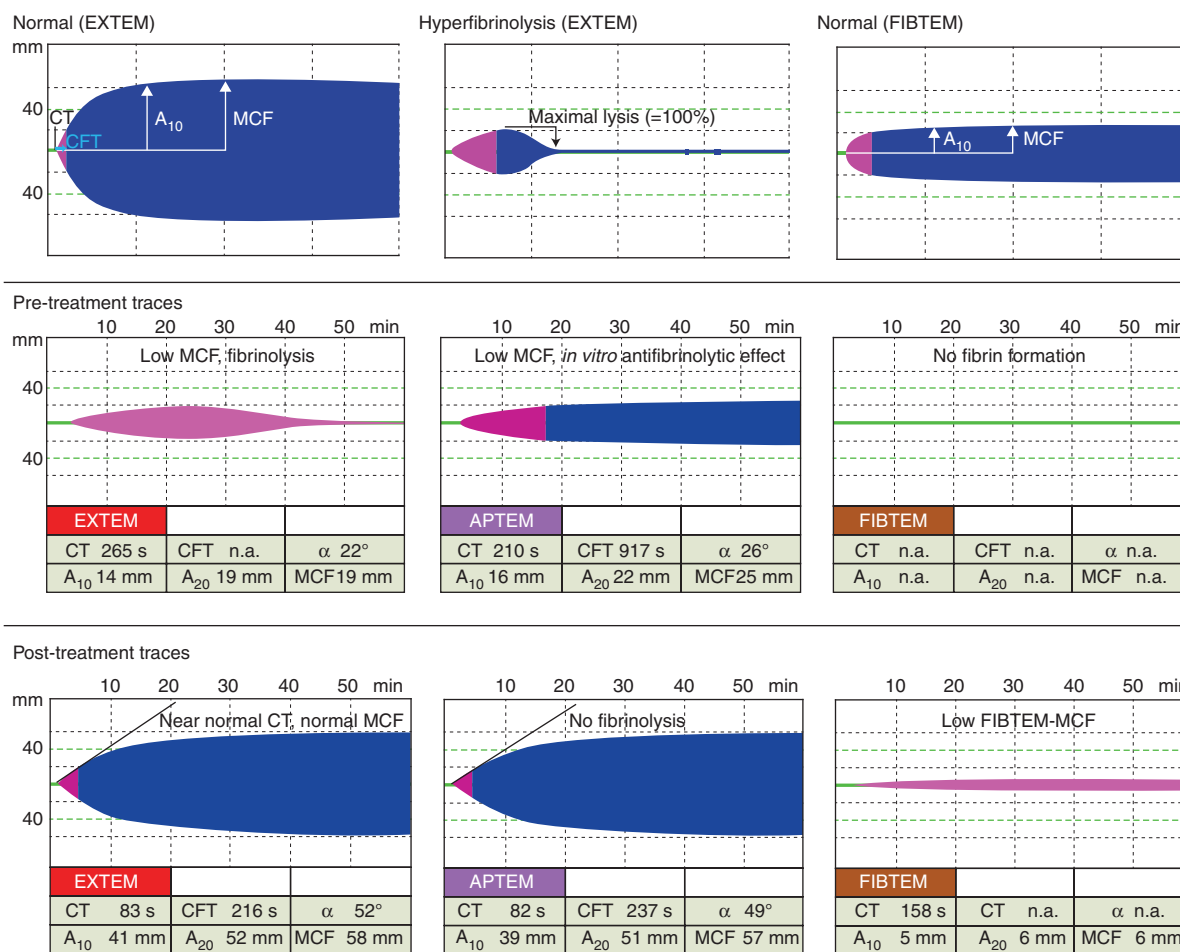 Normal (EXTEM)
Hyperfibrinolysis (EXTEM)
Normal (FIBTEM)
mm
40
CT
CFT
A10
MCF
40
Maximal lysis (=100%)
A10
MCF
Pre-treatment traces
10 20 30 40 50 min
10 20 30 40 50 min
10 20 30 40 50 min
mm
Low MCF, fibrinolysis
Low MCF, in vitro antifibrinolytic effect
No fibrin formation
40
40
EXTEM
CT 265 s CFT n.a. α 22°
A10 14 mm A20 19 mm MCF19 mm
APTEM
CT 210 s CFT 917 s α 26°
A10 16 mm A20 22 mm MCF25 mm
FIBTEM
CT n.a. CFT n.a. α n.a.
A10 n.a. A20 n.a. MCF n.a.
Post-treatment traces
10 20 30 40 50 min
10 20 30 40 50 min
10 20 30 40 50 min
mm
Near normal CT, normal MCF
No fibrinolysis
Low FIBTEM-MCF
40
40
EXTEM
CT 83 s CFT 216 s α 52°
A10 41 mm A20 52 mm MCF 58 mm
APTEM
CT 82 s CFT 237 s α 49°
A10 39 mm A20 51 mm MCF 57 mm
FIBTEM
CT 158 s CT n.a. α n.a.
A10 5 mm A20 6 mm MCF 6 mm